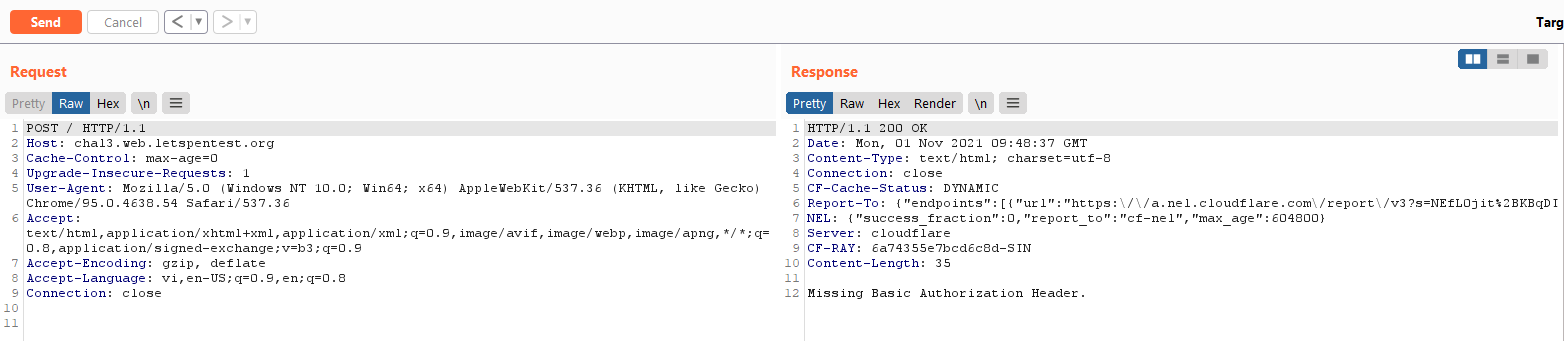 Send Cancel < ▼ > ▼ Targ
Request
Pretty Raw Hex \n
1 POST / HTTP/1.1
2 Host: chal3.web.letspentest.org
3 Cache-Control: max-age=0
4 Upgrade-Insecure-Requests: 1
5 User-Agent: Mozilla/5.0 (Windows NT 10.0; Win64; x64) AppleWebKit/537.36 (KHTML, like Gecko)
Chrome/95.0.4638.54 Safari/537.36
6 Accept:
text/html,application/xhtml+xml,application/xml;q=0.9,image/avif,image/webp,image/apng,*/*;q=
0.8,application/signed-exchange;v=b3;q=0.9
7 Accept-Encoding: gzip, deflate
8 Accept-Language: vi,en-US;q=0.9,en;q=0.8
9 Connection: close
10
11
Response
Pretty Raw Hex Render \n
1 HTTP/1.1 200 OK
2 Date: Mon, 01 Nov 2021 09:48:37 GMT
3 Content-Type: text/html; charset=utf-8
4 Connection: close
5 CF-Cache-Status: DYNAMIC
6 Report-To: {"endpoints":[{"url":"https:\/\/a.nel.cloudflare.com\/report\/v3?s=NEfLOjit%2BKBqDI
7 NEL: {"success_fraction":0,"report_to":"cf-nel","max_age":604800}
8 Server: cloudflare
9 CF-RAY: 6a74355e7bcd6c8d-SIN
10 Content-Length: 35
11
12 Missing Basic Authorization Header.